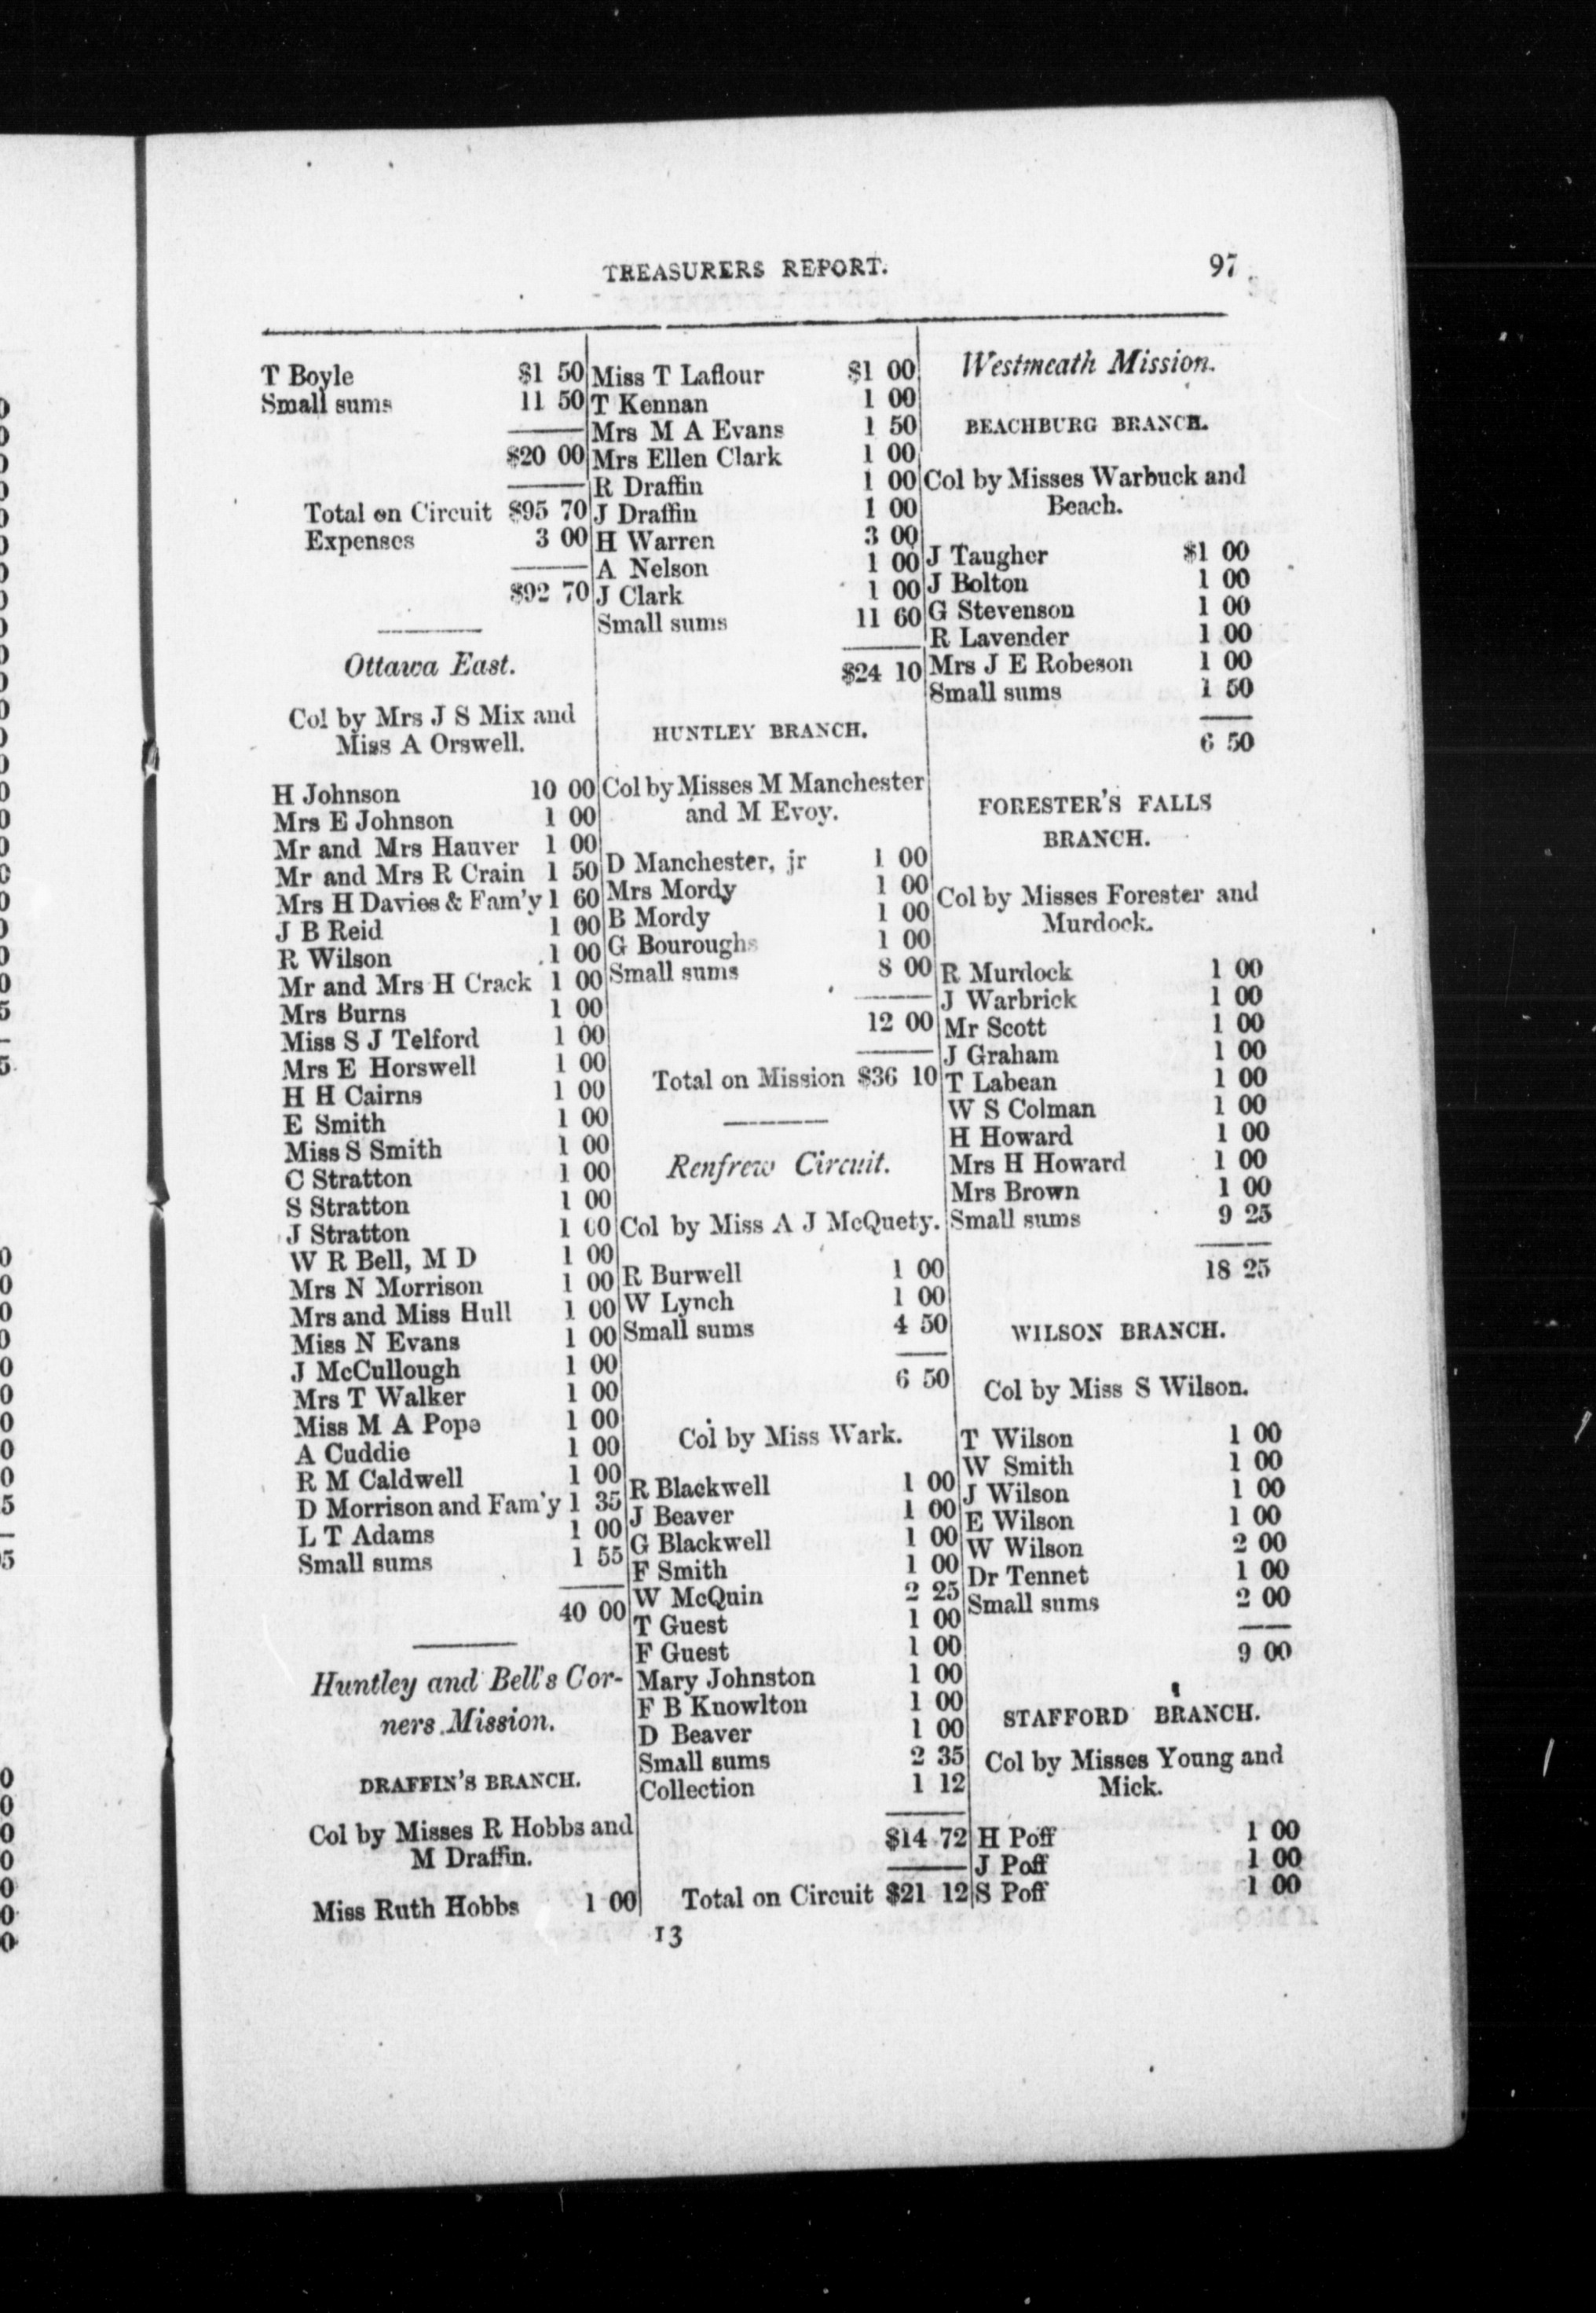 TREASURERS REPORT. 97
T Boyle $1 50
Small sums 11 50
$20 00
Total on Circuit $95 70
Expenses 3 00
$92 70
Ottawa East.
Col by Mrs J S Mix and
Miss A Orswell.
H Johnson 10 00
Mrs E Johnson 1 00
Mr and Mrs Hauver 1 00
Mr and Mrs R Crain 1 50
Mrs H Davies & Fam'y 1 60
J B Reid 1 00
R Wilson 1 00
Mr and Mrs H Crack 1 00
Mrs Burns 1 00
Miss S J Telford 1 00
Mrs E Horswell 1 00
H H Cairns 1 00
E Smith 1 00
Miss S Smith 1 00
C Stratton 1 00
S Stratton 1 00
J Stratton 1 00
W R Bell, M D 1 00
Mrs N Morrison 1 00
Mrs and Miss Hull 1 00
Miss N Evans 1 00
J McCullough 1 00
Mrs T Walker 1 00
Miss M A Pope 1 00
A Cuddie 1 00
R M Caldwell 1 00
D Morrison and Fam'y 1 35
L T Adams 1 00
Small sums 1 55
40 00
Huntley and Bell's Cor-
ners Mission.
DRAFFIN'S BRANCH.
Col by Misses R Hobbs and
M Draffin.
Miss Ruth Hobbs 1 00
Miss T Laflour $1 00
T Kennan 1 00
Mrs M A Evans 1 50
Mrs Ellen Clark 1 00
R Draffin 1 00
J Draffin 1 00
H Warren 3 00
A Nelson 1 00
J Clark 1 00
Small sums 11 60
$24 10
HUNTLEY BRANCH.
Col by Misses M Manchester
and M Evoy.
D Manchester, jr 1 00
Mrs Mordy 1 00
B Mordy 1 00
G Bouroughs 1 00
Small sums 8 00
12 00
Total on Mission $36 10
Renfrew Circuit.
Col by Miss A J McQuety.
R Burwell 1 00
W Lynch 1 00
Small sums 4 50
6 50
Col by Miss Wark.
R Blackwell 1 00
J Beaver 1 00
G Blackwell 1 00
F Smith 1 00
W McQuin 2 25
T Guest 1 00
F Guest 1 00
Mary Johnston 1 00
F B Knowlton 1 00
D Beaver 1 00
Small sums 2 35
Collection 1 12
$14 72
Total on Circuit $21 12
13
Westmeath Mission.
BEACHBURG BRANCH.
Col by Misses Warbuck and
Beach.
J Taugher $1 00
J Bolton 1 00
G Stevenson 1 00
R Lavender 1 00
Mrs J E Robeson 1 00
Small sums 1 50
6 50
FORESTER'S FALLS
BRANCH.
Col by Misses Forester and
Murdock.
R Murdock 1 00
J Warbrick 1 00
Mr Scott 1 00
J Graham 1 00
T Labean 1 00
W S Colman 1 00
H Howard 1 00
Mrs H Howard 1 00
Mrs Brown 1 00
Small sums 9 25
18 25
WILSON BRANCH.
Col by Miss S Wilson.
T Wilson 1 00
W Smith 1 00
J Wilson 1 00
E Wilson 1 00
W Wilson 2 00
Dr Tennet 1 00
Small sums 2 00
9 00
STAFFORD BRANCH.
Col by Misses Young and
Mick.
H Poff 1 00
J Poff 1 00
S Poff 1 00